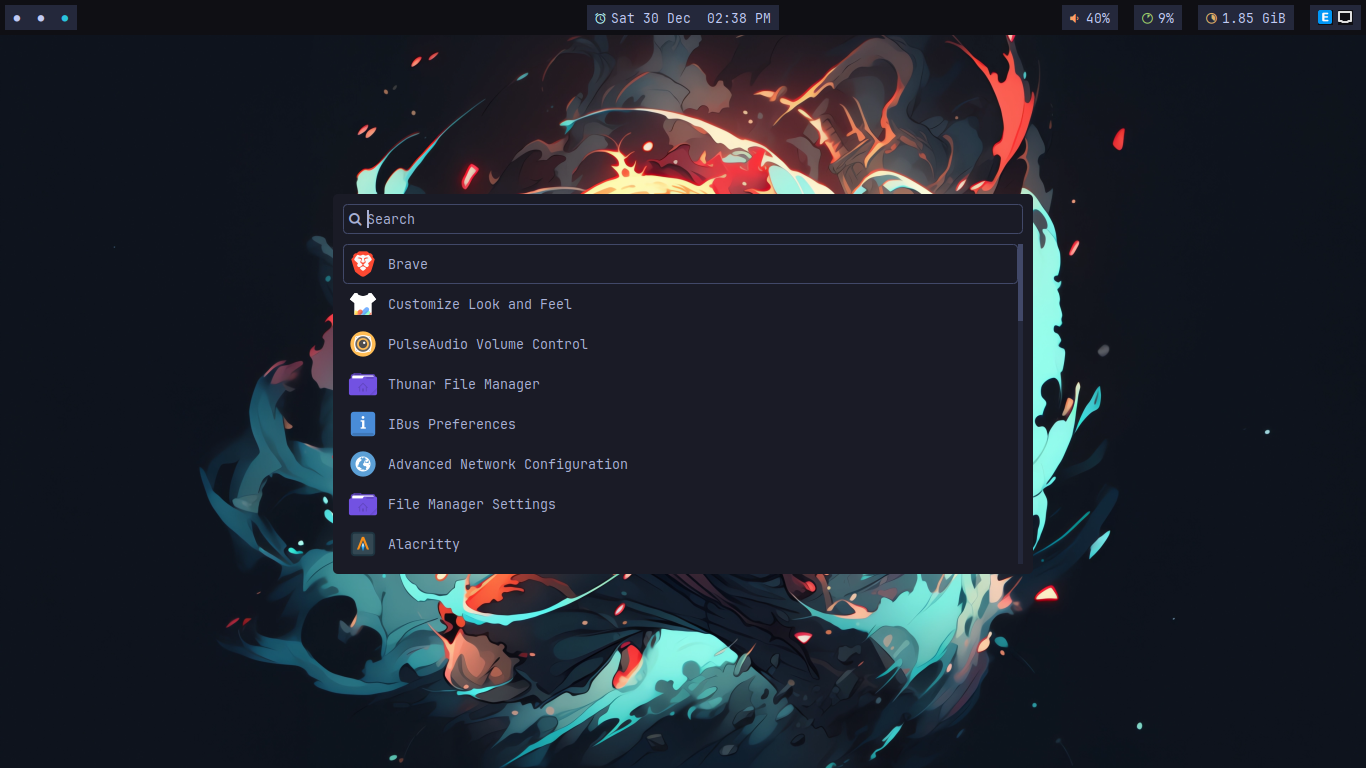 Sat 30 Dec  02:38 PM
40%
9%
1.85 GiB
E
Search
Brave
Customize Look and Feel
PulseAudio Volume Control
Thunar File Manager
IBus Preferences
Advanced Network Configuration
File Manager Settings
Alacritty